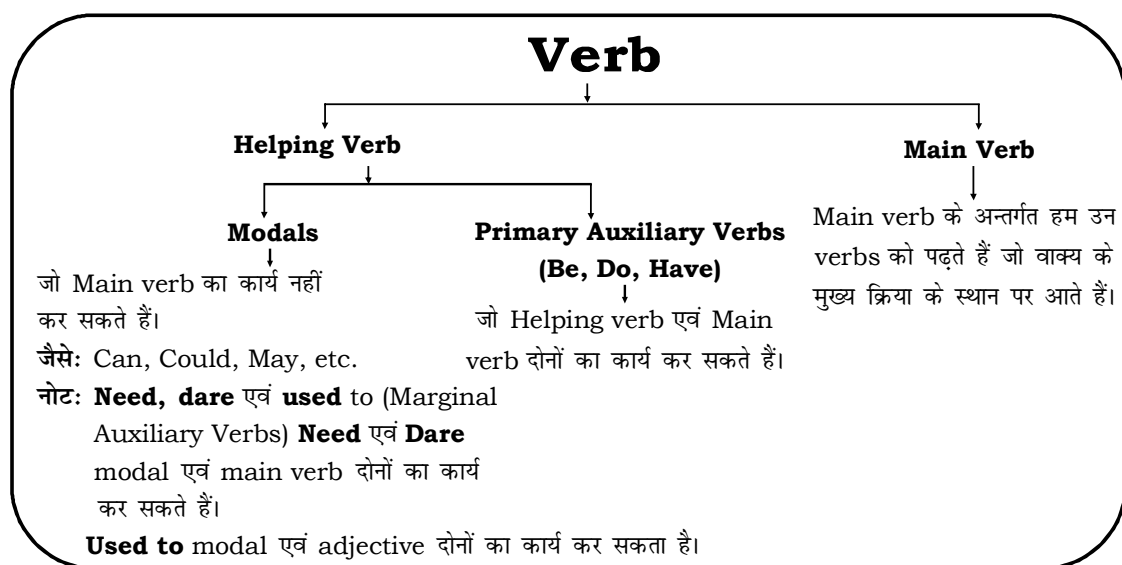 Verb
Helping Verb
Main Verb
Modals
जो Main verb का कार्य नहीं
कर सकते हैं।
जैसे: Can, Could, May, etc.
नोट: Need, dare एवं used to (Marginal
Auxiliary Verbs) Need एवं Dare
modal एवं main verb दोनों का कार्य
कर सकते हैं।
Used to modal एवं adjective दोनों का कार्य कर सकता है।
Primary Auxiliary Verbs
(Be, Do, Have)
जो Helping verb एवं Main
verb दोनों का कार्य कर सकते हैं।
Main verb के अन्तर्गत हम उन
verbs को पढ़ते हैं जो वाक्य के
मुख्य क्रिया के स्थान पर आते हैं।